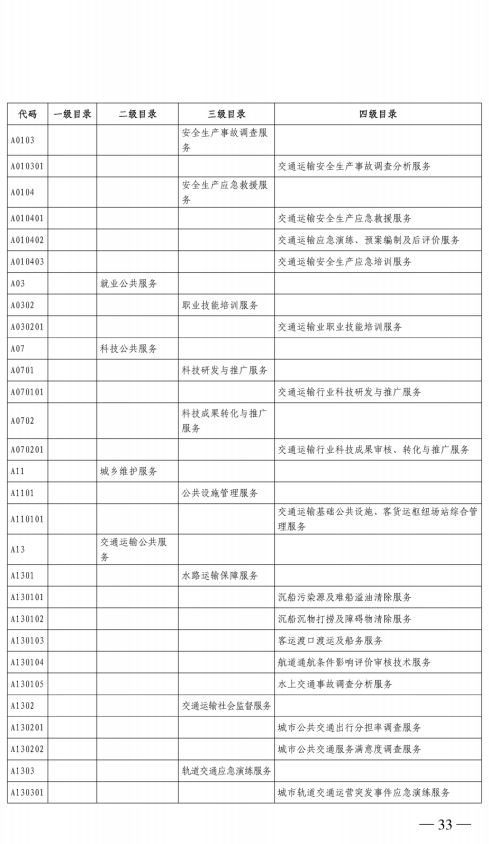 代码 一级目录 二级目录 三级目录 四级目录
A0103 安全生产事故调查服
务
A010301 交通运输安全生产事故调查分析服务
A0104 安全生产应急救援服
务
A010401 交通运输安全生产应急救援服务
A010402 交通运输应急演练、预案编制及后评价服务
A010403 交通运输安全生产应急培训服务
A03 就业公共服务
A0302 职业技能培训服务
A030201 交通运输业职业技能培训服务
A07 科技公共服务
A0701 科技研发与推广服务
A070101 交通运输行业科技研发与推广服务
A0702 科技成果转化与推广
服务
A070201 交通运输行业科技成果审核、转化与推广服务
A11 城乡维护服务
A1101 公共设施管理服务
A110101 交通运输基础公共设施、客货运枢纽场站综合管
理服务
A13 交通运输公共服
务
A1301 水路运输保障服务
A130101 沉船污染源及难船溢油清除服务
A130102 沉船沉物打捞及障碍物清除服务
A130103 客运渡口渡运及船务服务
A130104 航道通航条件影响评价审核技术服务
A130105 水上交通事故调查分析服务
A1302 交通运输社会监督服务
A130201 城市公共交通出行分担率调查服务
A130202 城市公共交通服务满意度调查服务
A1303 轨道交通应急演练服务
A130301 城市轨道交通运营突发事件应急演练服务
— 33 —